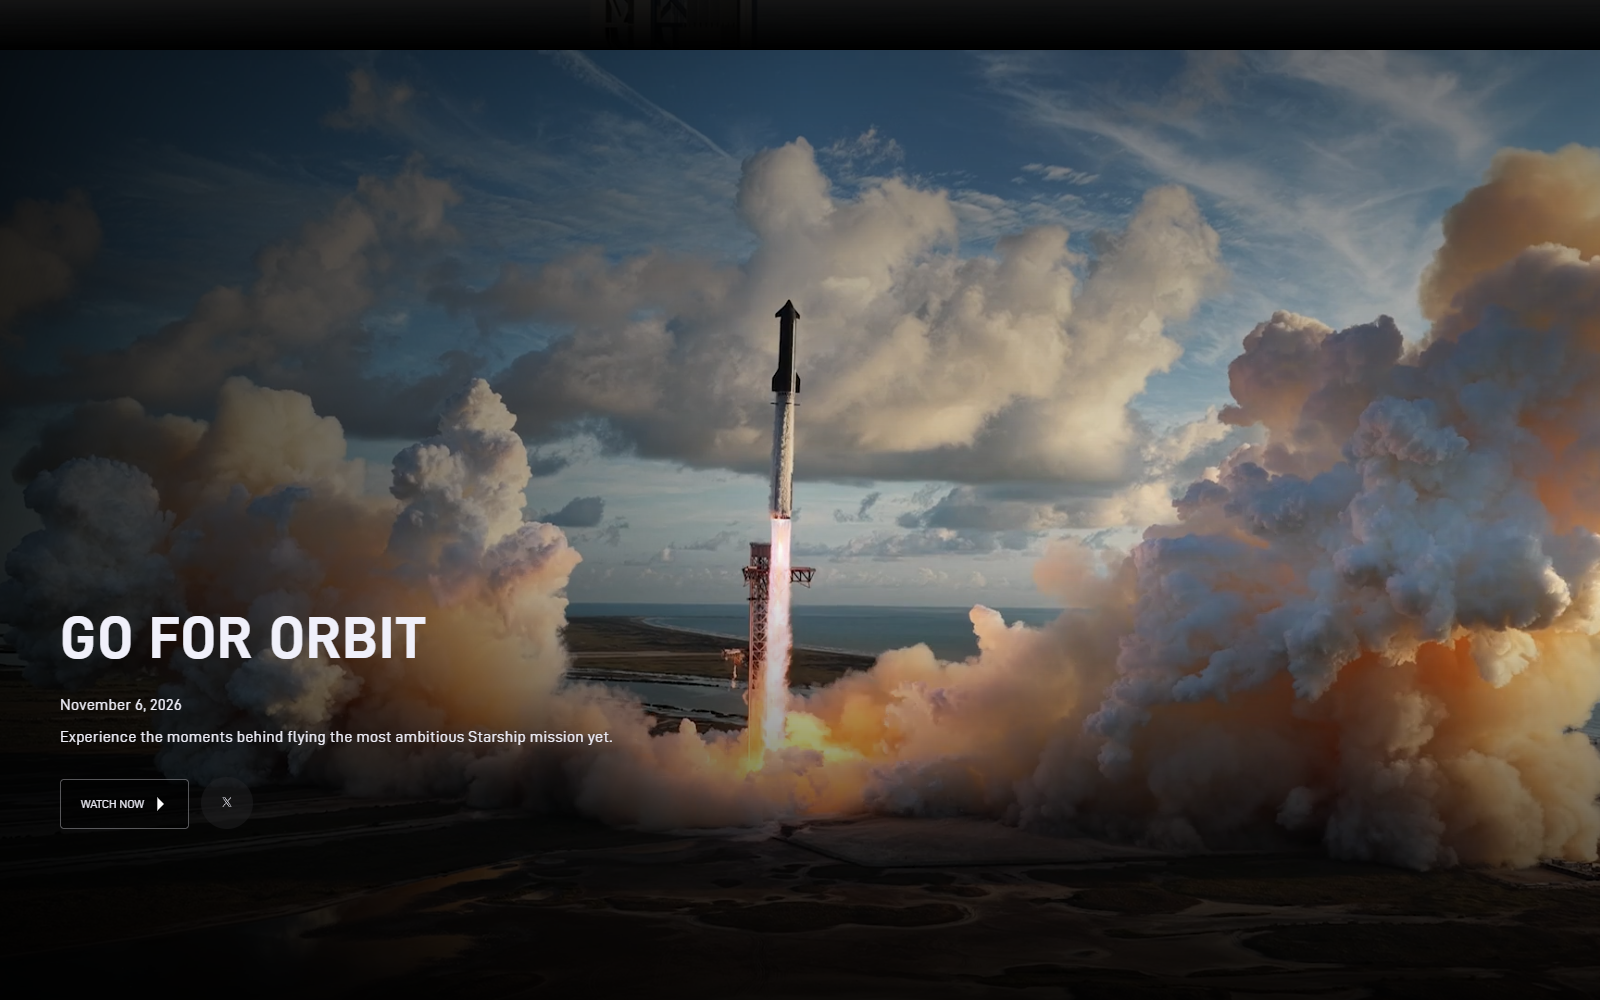 GO FOR ORBIT
November 6, 2026
Experience the moments behind flying the most ambitious Starship mission yet.
WATCH NOW
X